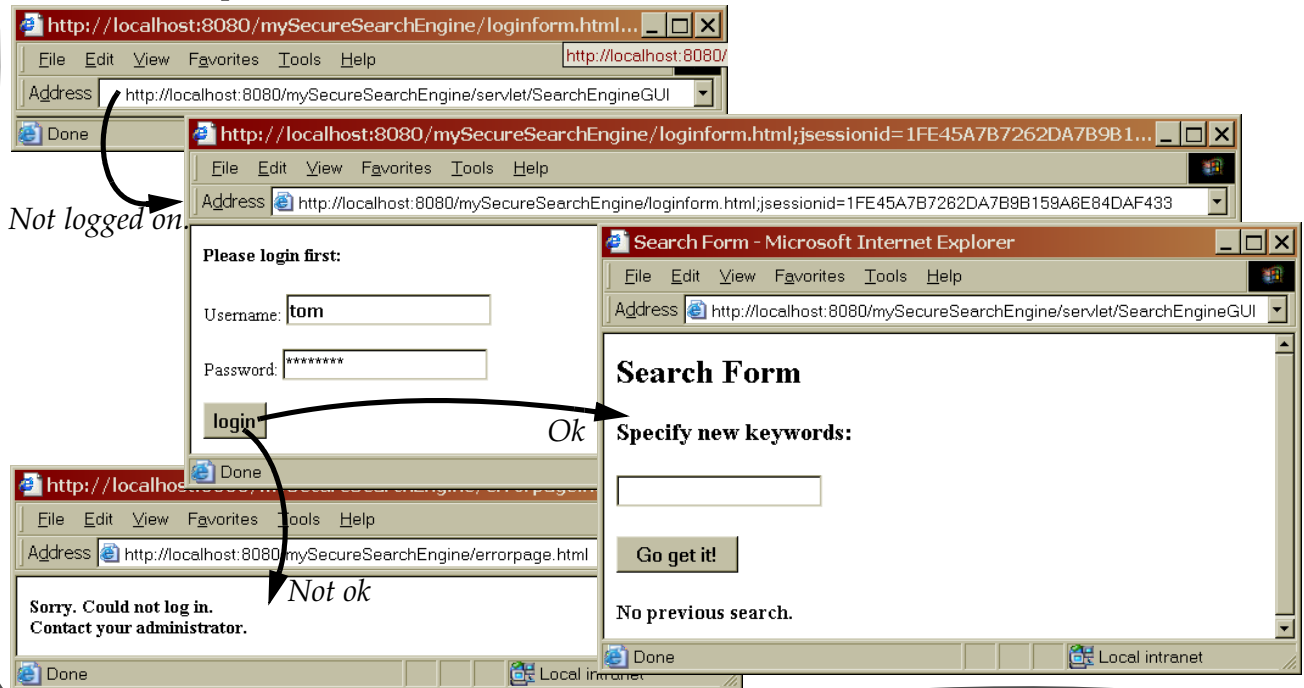 http://localhost:8080/mySecureSearchEngine/loginform.html...
File Edit View Favorites Tools Help
http://localhost:8080/
Address http://localhost:8080/mySecureSearchEngine/servlet/SearchEngineGUI
Done
http://localhost:8080/mySecureSearchEngine/loginform.html;jsessionid=1FE45A7B7262DA7B9B1...
File Edit View Favorites Tools Help
Address http://localhost:8080/mySecureSearchEngine/loginform.html;jsessionid=1FE45A7B7262DA7B9B159A6E84DAF433
Not logged on.
Please login first:
Username: tom
Password: ********
login
Done
Ok
Search Form - Microsoft Internet Explorer
File Edit View Favorites Tools Help
Address http://localhost:8080/mySecureSearchEngine/servlet/SearchEngineGUI
Search Form
Specify new keywords:
Go get it!
No previous search.
Done Local intranet
File Edit View Favorites Tools Help
Address http://localhost:8080/mySecureSearchEngine/errorpage.html
Not ok
Sorry. Could not log in.
Contact your administrator.
Done Local intranet